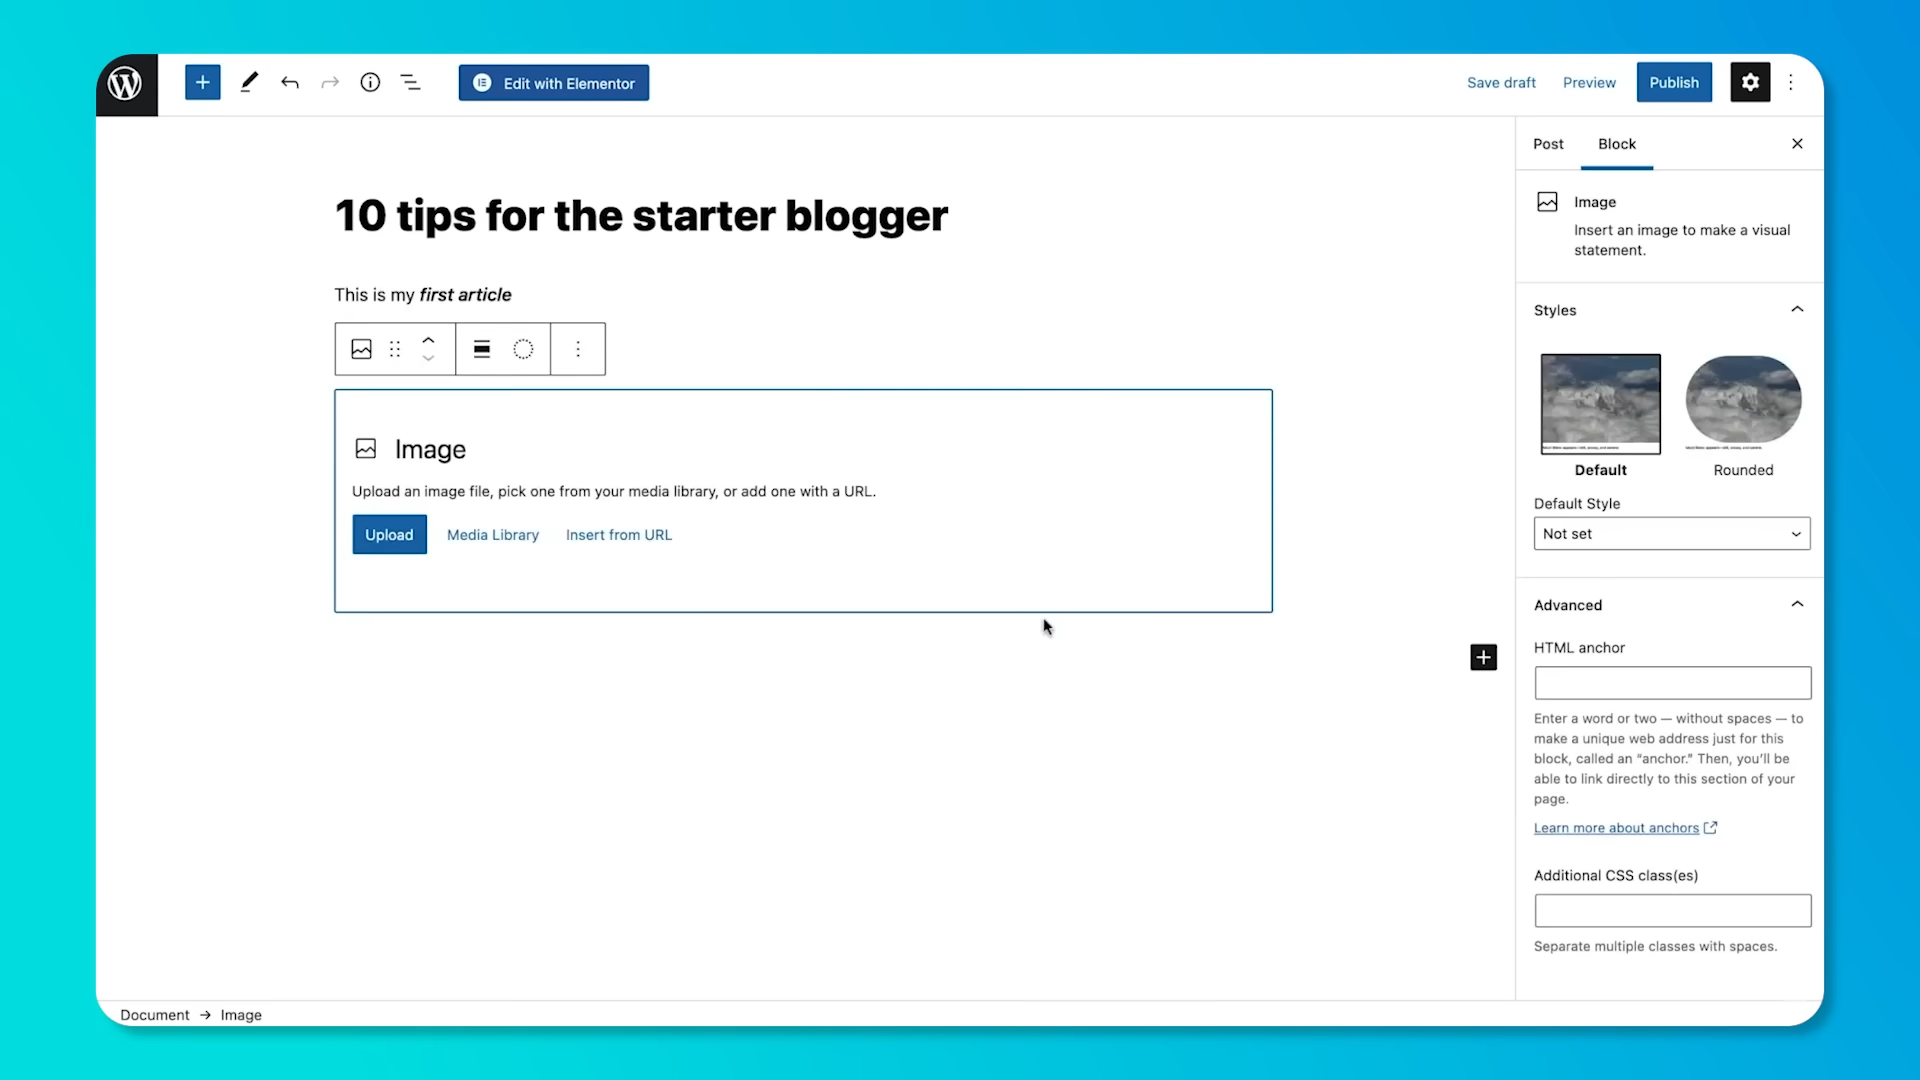 Edit with Elementor
Save draft
Preview
Publish
Post
Block
10 tips for the starter blogger
This is my first article
Image
Upload an image file, pick one from your media library, or add one with a URL.
Upload
Media Library
Insert from URL
Image
Insert an image to make a visual
statement.
Styles
Default
Rounded
Default Style
Not set
Advanced
HTML anchor
Enter a word or two — without spaces — to
make a unique web address just for this
block, called an “anchor.” Then, you’ll be
able to link directly to this section of your
page.
Learn more about anchors
Additional CSS class(es)
Separate multiple classes with spaces.
Document → Image